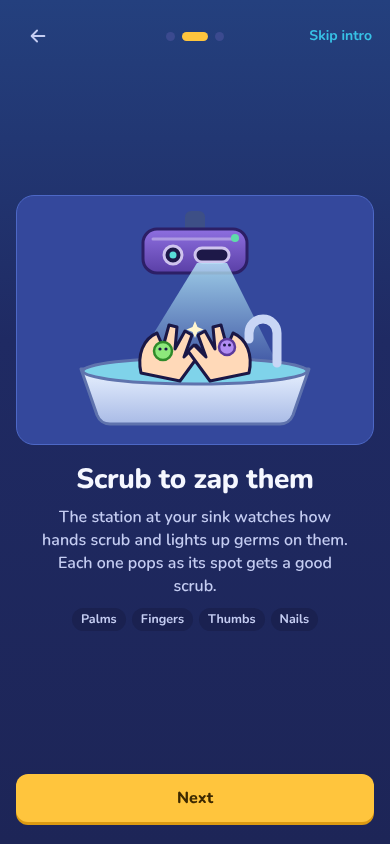 Skip intro
Scrub to zap them
The station at your sink watches how
hands scrub and lights up germs on them.
Each one pops as its spot gets a good
scrub.
Palms Fingers Thumbs Nails
Next